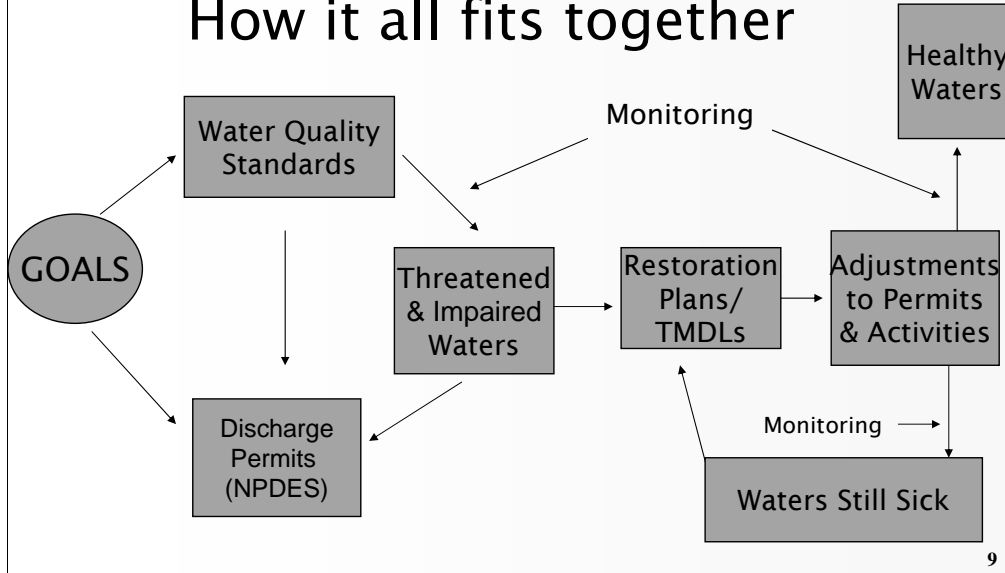 How it all fits together
Healthy
Waters
Monitoring
Water Quality
Standards
GOALS
Threatened
& Impaired
Waters
Restoration
Plans/
TMDLs
Adjustments
to Permits
& Activities
Discharge
Permits
(NPDES)
Monitoring
Waters Still Sick
9